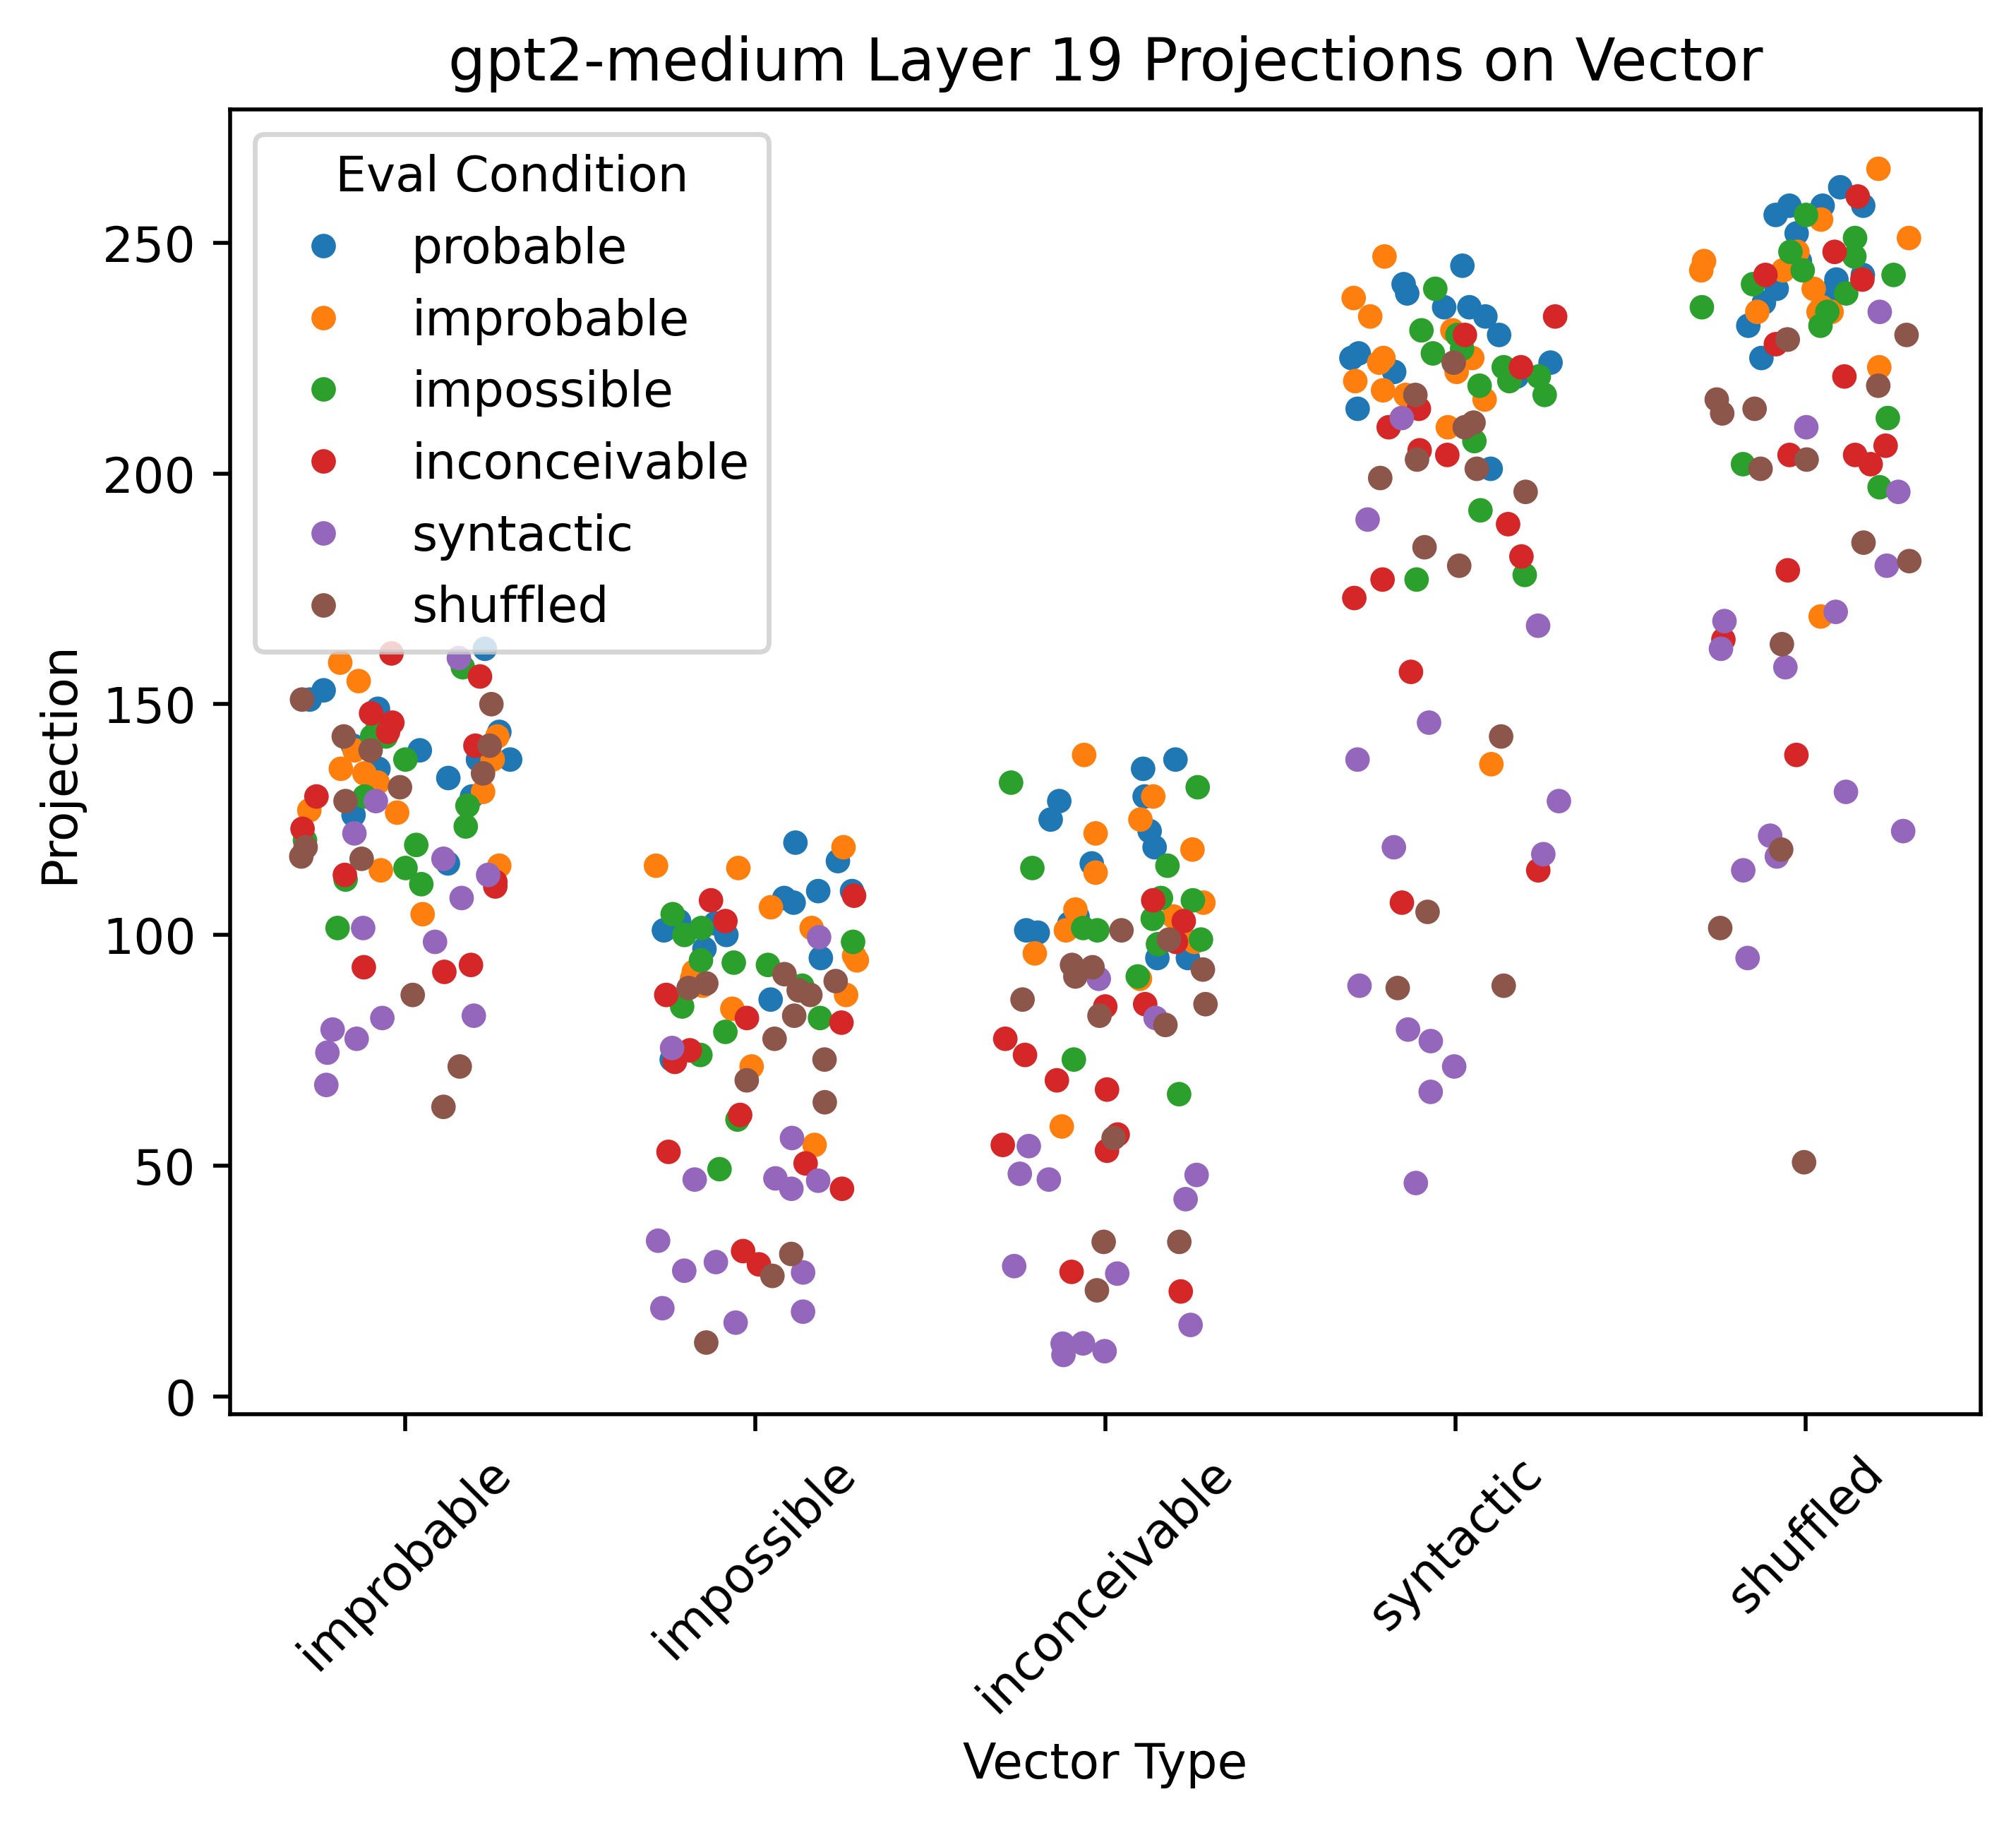 gpt2-medium Layer 19 Projections on Vector
Eval Condition
probable
improbable
impossible
inconceivable
syntactic
shuffled
250
200
150
100
50
0
Projection
improbable
impossible
inconceivable
syntactic
shuffled
Vector Type